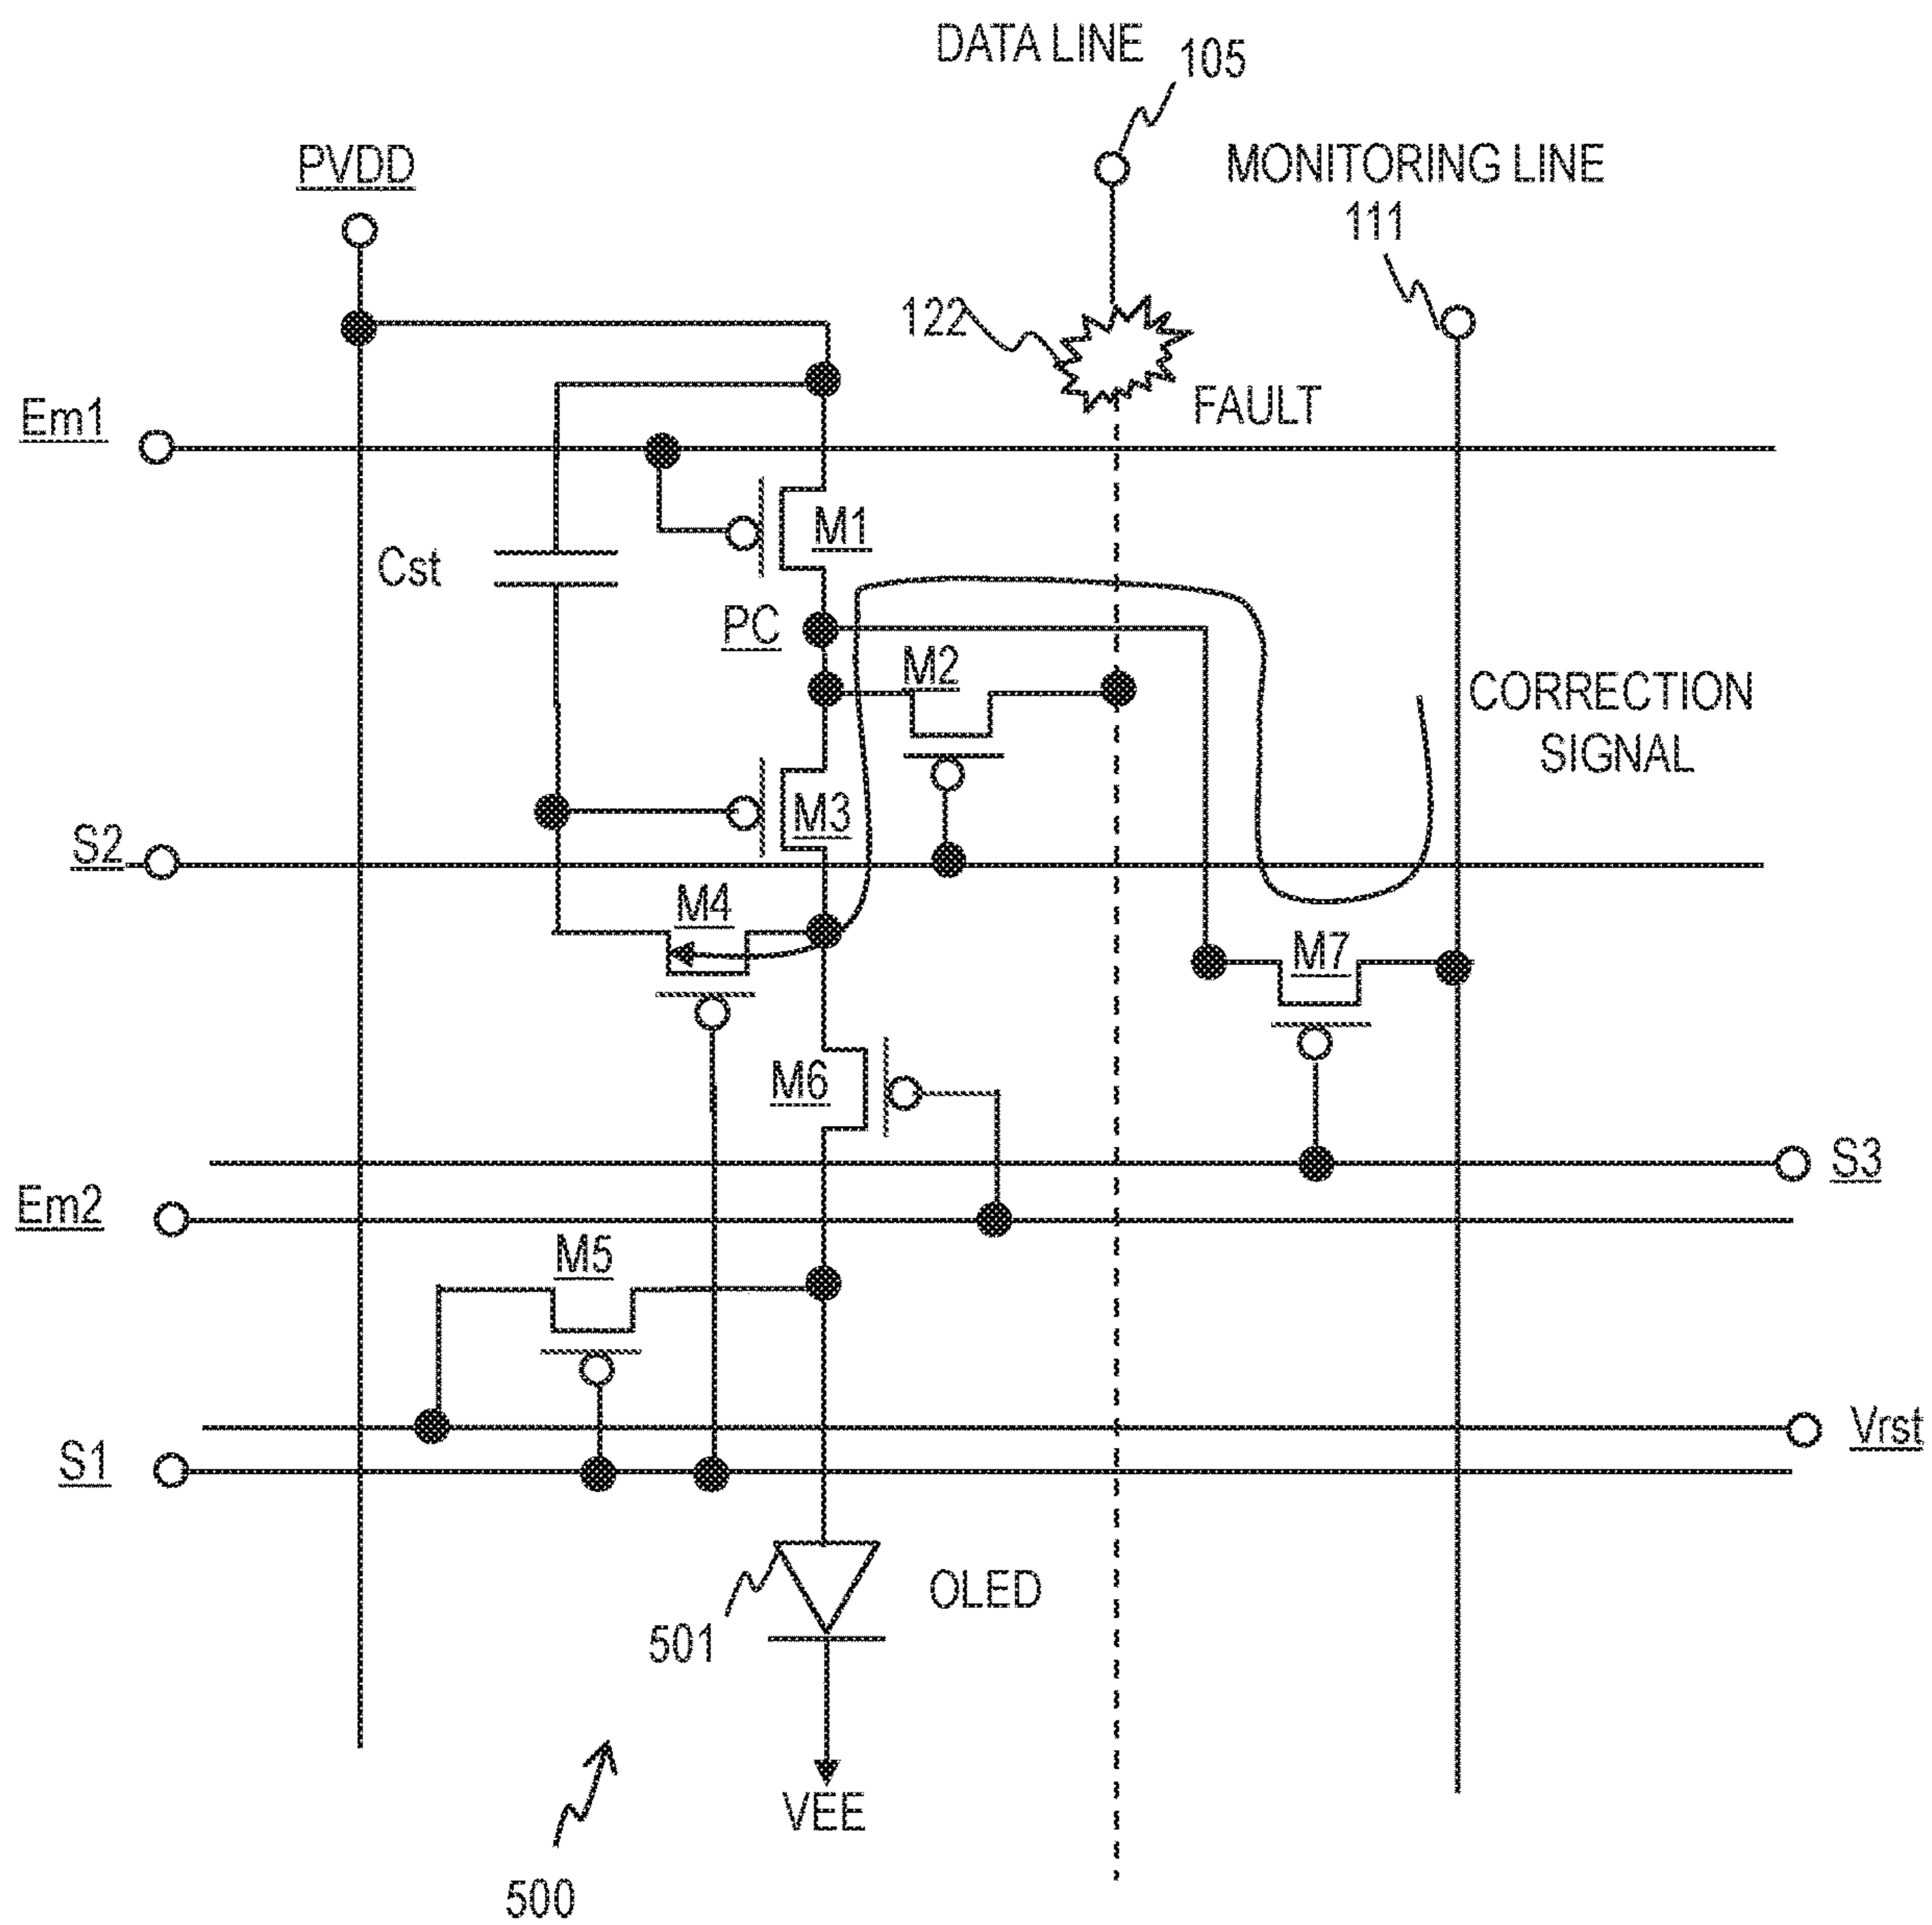 DATA LINE
105
PVDD
MONITORING LINE
111
122
FAULT
Em1
M1
Cst
PC
M2
CORRECTION
SIGNAL
M3
S2
M4
M7
M6
S3
Em2
M5
Vrst
S1
OLED
501
VEE
500